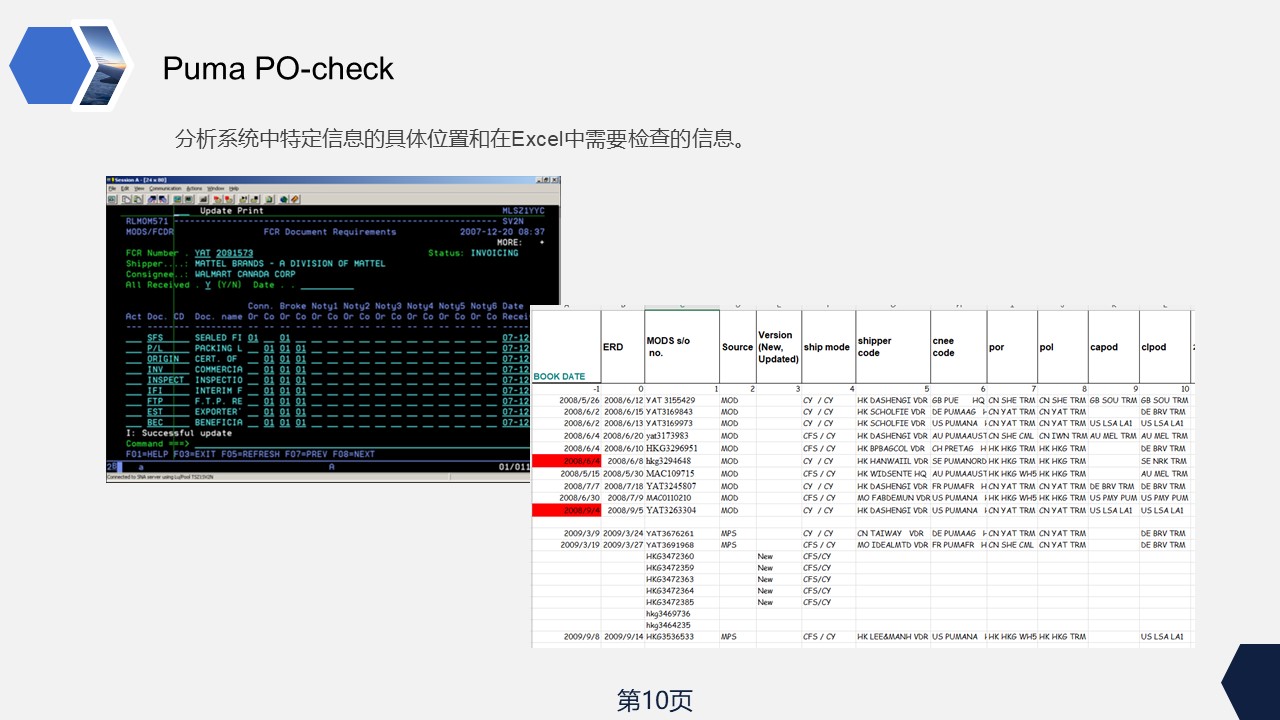 Puma PO-check
分析系统中特定信息的具体位置和在Excel中需要检查的信息。
Session A - [24 x 80]
File Edit View Communication Actions Window Help
Update Print MLSZ1YYC
RLMOM571 SV2N
MODS/FCDR FCR Document Requirements 2007-12-20 08:37
MORE: +
FCR Number . YAT 2091573 Status: INVOICING
Shipper....: MATTEL BRANDS - A DIVISION OF MATTEL
Consignee..: WALMART CANADA CORP
All Received . Y (Y/N) Date . .
Conn. Broke Noty1 Noty2 Noty3 Noty4 Noty5 Noty6 Date
Act Doc. CD Doc. name Or Co Or Co Or Co Or Co Or Co Or Co Or Co Or Co Recei
SFS SEALED FI 01 01 07-12
P/L PACKING L 01 01 01 07-12
ORIGIN CERT. OF 01 01 01 07-12
INV COMMERCIA 01 01 01 07-12
INSPECT INSPECTIO 01 01 01 07-12
IFI INTERIM F 01 01 01 07-12
FTP F.T.P. RE 01 01 01 07-12
EST EXPORTER' 01 01 01 07-12
BEC BENEFICIA 01 01 01 07-12
I: Successful update
Command ===>
F01=HELP F03=EXIT F05=REFRESH F07=PREV F08=NEXT
a A 01/011
BOOK DATE ERD MODS s/o no. Source Version (New, Updated) ship mode shipper code cnee code por pol capod clpod
-1 0 1 2 3 4 5 6 7 8 9 10
2008/5/26 2008/6/12 YAT 3155429 MOD CY / CY HK DASHENGI VDR GB PUE HQ CN SHE TRM CN SHE TRM GB SOU TRM GB SOU TRM
2008/6/2 2008/6/15 YAT3169843 MOD CY / CY HK SCHOLFIE VDR DE PUMAAG CN YAT TRM CN YAT TRM DE BRV TRM
2008/6/2 2008/6/13 YAT3169973 MOD CY / CY HK SCHOLFIE VDR US PUMANA CN YAT TRM CN YAT TRM US LSA LA1 US LSA LA1
2008/6/4 2008/6/20 yat3173983 MOD CFS / CY HK DASHENGI VDR AU PUMAAUST CN SHE CML CN IWN TRM AU MEL TRM AU MEL TRM
2008/6/4 2008/6/10 HKG3296951 MOD CFS / CY HK BPBAGCOL VDR CH PRETAG HK HKG TRM HK HKG TRM DE BRV TRM
2008/6/4 2008/6/8 hkg3294648 MOD CY / CY HK HANWAIIL VDR SE PUMANORD HK HKG TRM HK HKG TRM SE NRK TRM
2008/5/15 2008/5/30 MAC109715 MOD CFS / CY HK WIDSENTE HQ AU PUMAAUST HK HKG WH5 HK HKG TRM AU MEL TRM
2008/7/7 2008/7/18 YAT3245807 MOD CY / CY HK DASHENGI VDR FR PUMAFR CN YAT TRM CN YAT TRM DE BRV TRM DE BRV TRM
2008/6/30 2008/7/9 MAC0110210 MOD CFS / CY MO FABDEMUN VDR US PUMANA HK HKG WH5 HK HKG TRM US PMY PUM US PMY PUM
2008/9/4 2008/9/5 YAT3263304 MOD CY / CY HK DASHENGI VDR US PUMANA CN YAT TRM CN YAT TRM US LSA LA1 US LSA LA1
2009/3/9 2009/3/24 YAT3676261 MPS CY / CY CN TAIWAY VDR DE PUMAAG CN YAT TRM CN YAT TRM DE BRV TRM
2009/3/19 2009/3/27 YAT3691968 MPS CFS / CY MO IDEALMTD VDR FR PUMAFR CN SHE CML CN YAT TRM DE BRV TRM
HKG3472360 New CFS/CY
HKG3472359 New CFS/CY
HKG3472363 New CFS/CY
HKG3472364 New CFS/CY
HKG3472385 New CFS/CY
hkg3469736
hkg3464235
2009/9/8 2009/9/14 HKG3536533 MPS CFS / CY HK LEE&MANH VDR US PUMANA HK HKG WH5 HK HKG TRM US LSA LA1
第10页